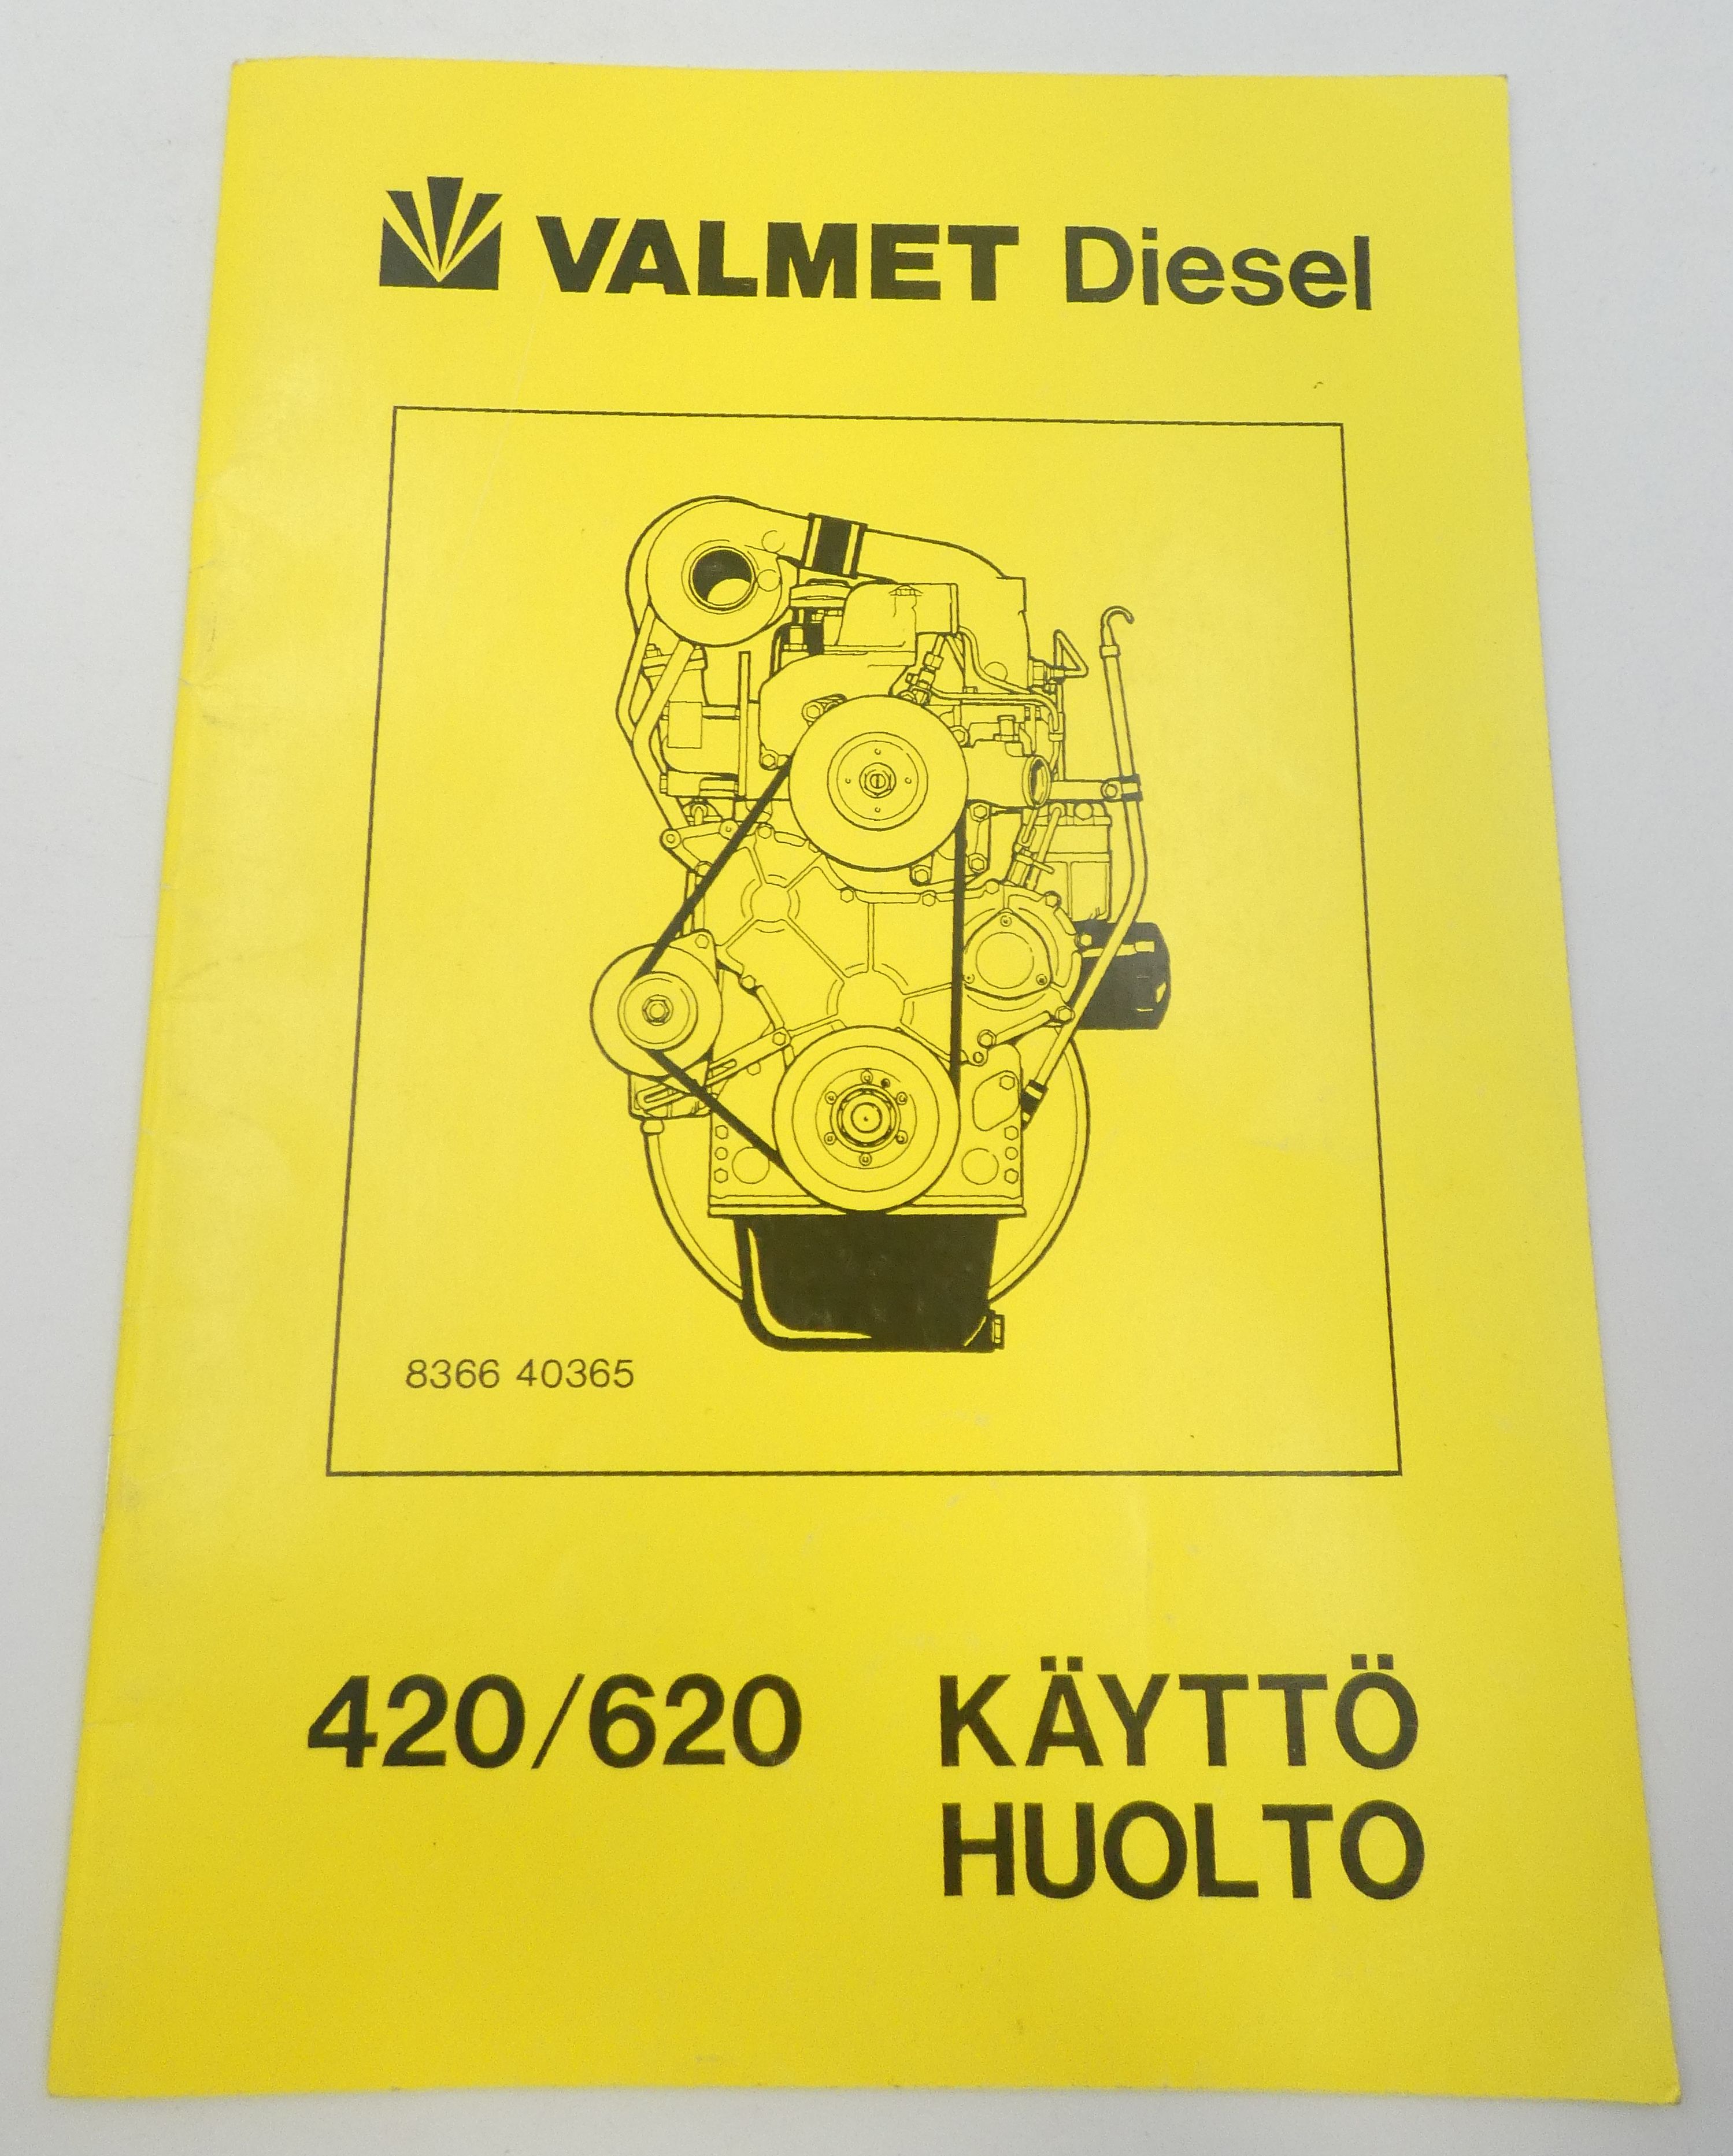 VALMET Diesel
8366 40365
420/620 KÄYTTÖ
HUOLTO